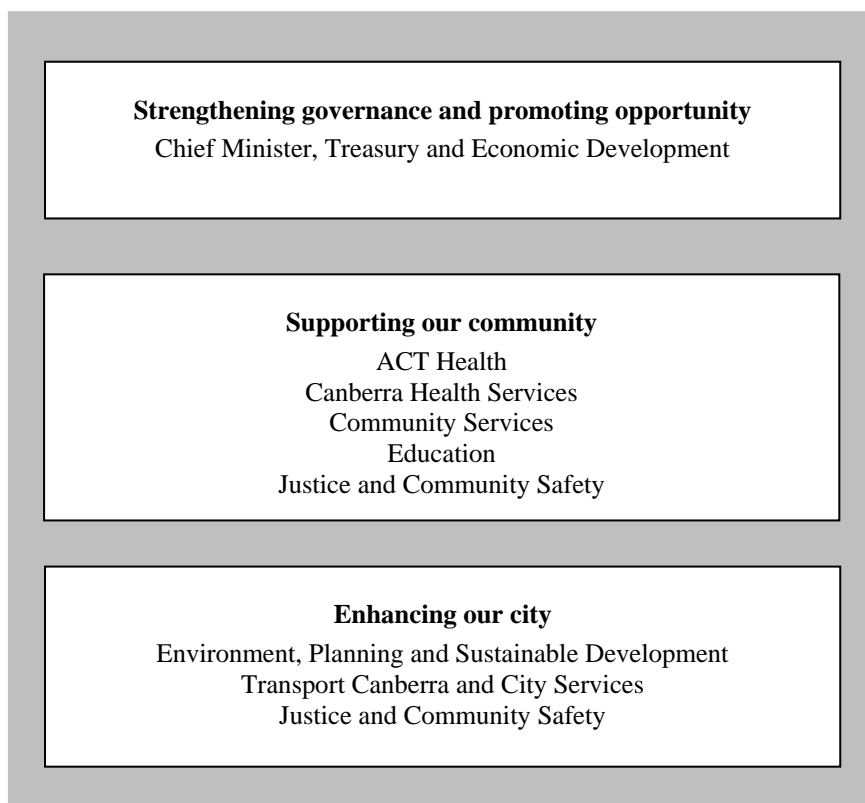 Strengthening governance and promoting opportunity
Chief Minister, Treasury and Economic Development
Supporting our community
ACT Health
Canberra Health Services
Community Services
Education
Justice and Community Safety
Enhancing our city
Environment, Planning and Sustainable Development
Transport Canberra and City Services
Justice and Community Safety